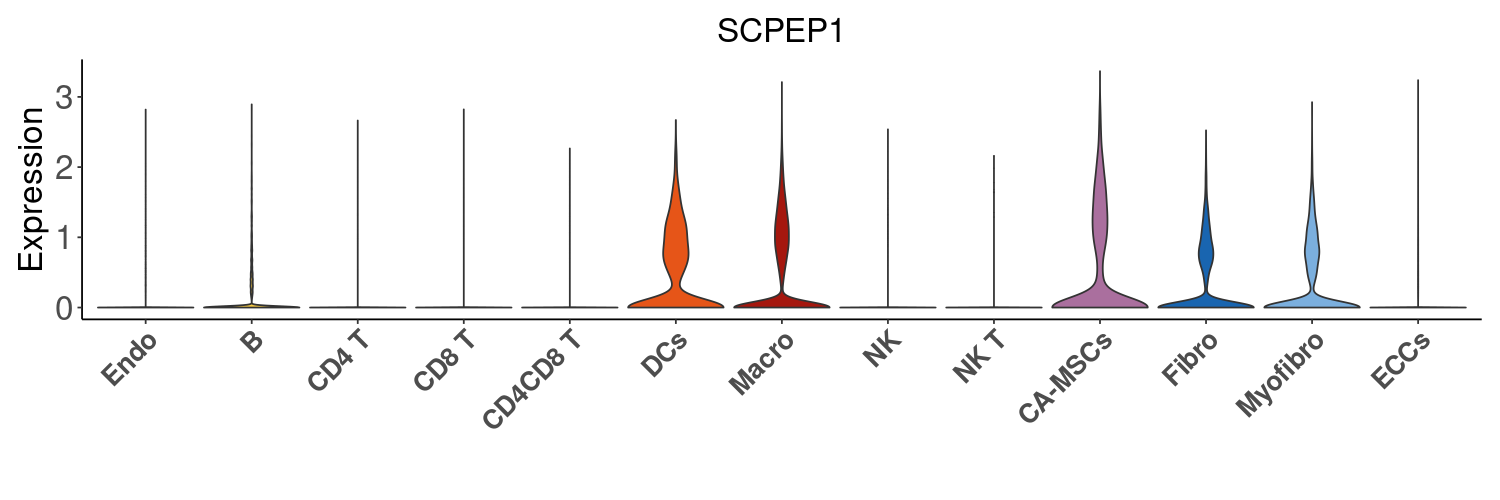 SCPEP1
Expression
3
2
1
0
Endo
B
CD4 T
CD8 T
CD4CD8 T
DCs
Macro
NK
NK T
CA-MSCs
Fibro
Myofibro
ECCs